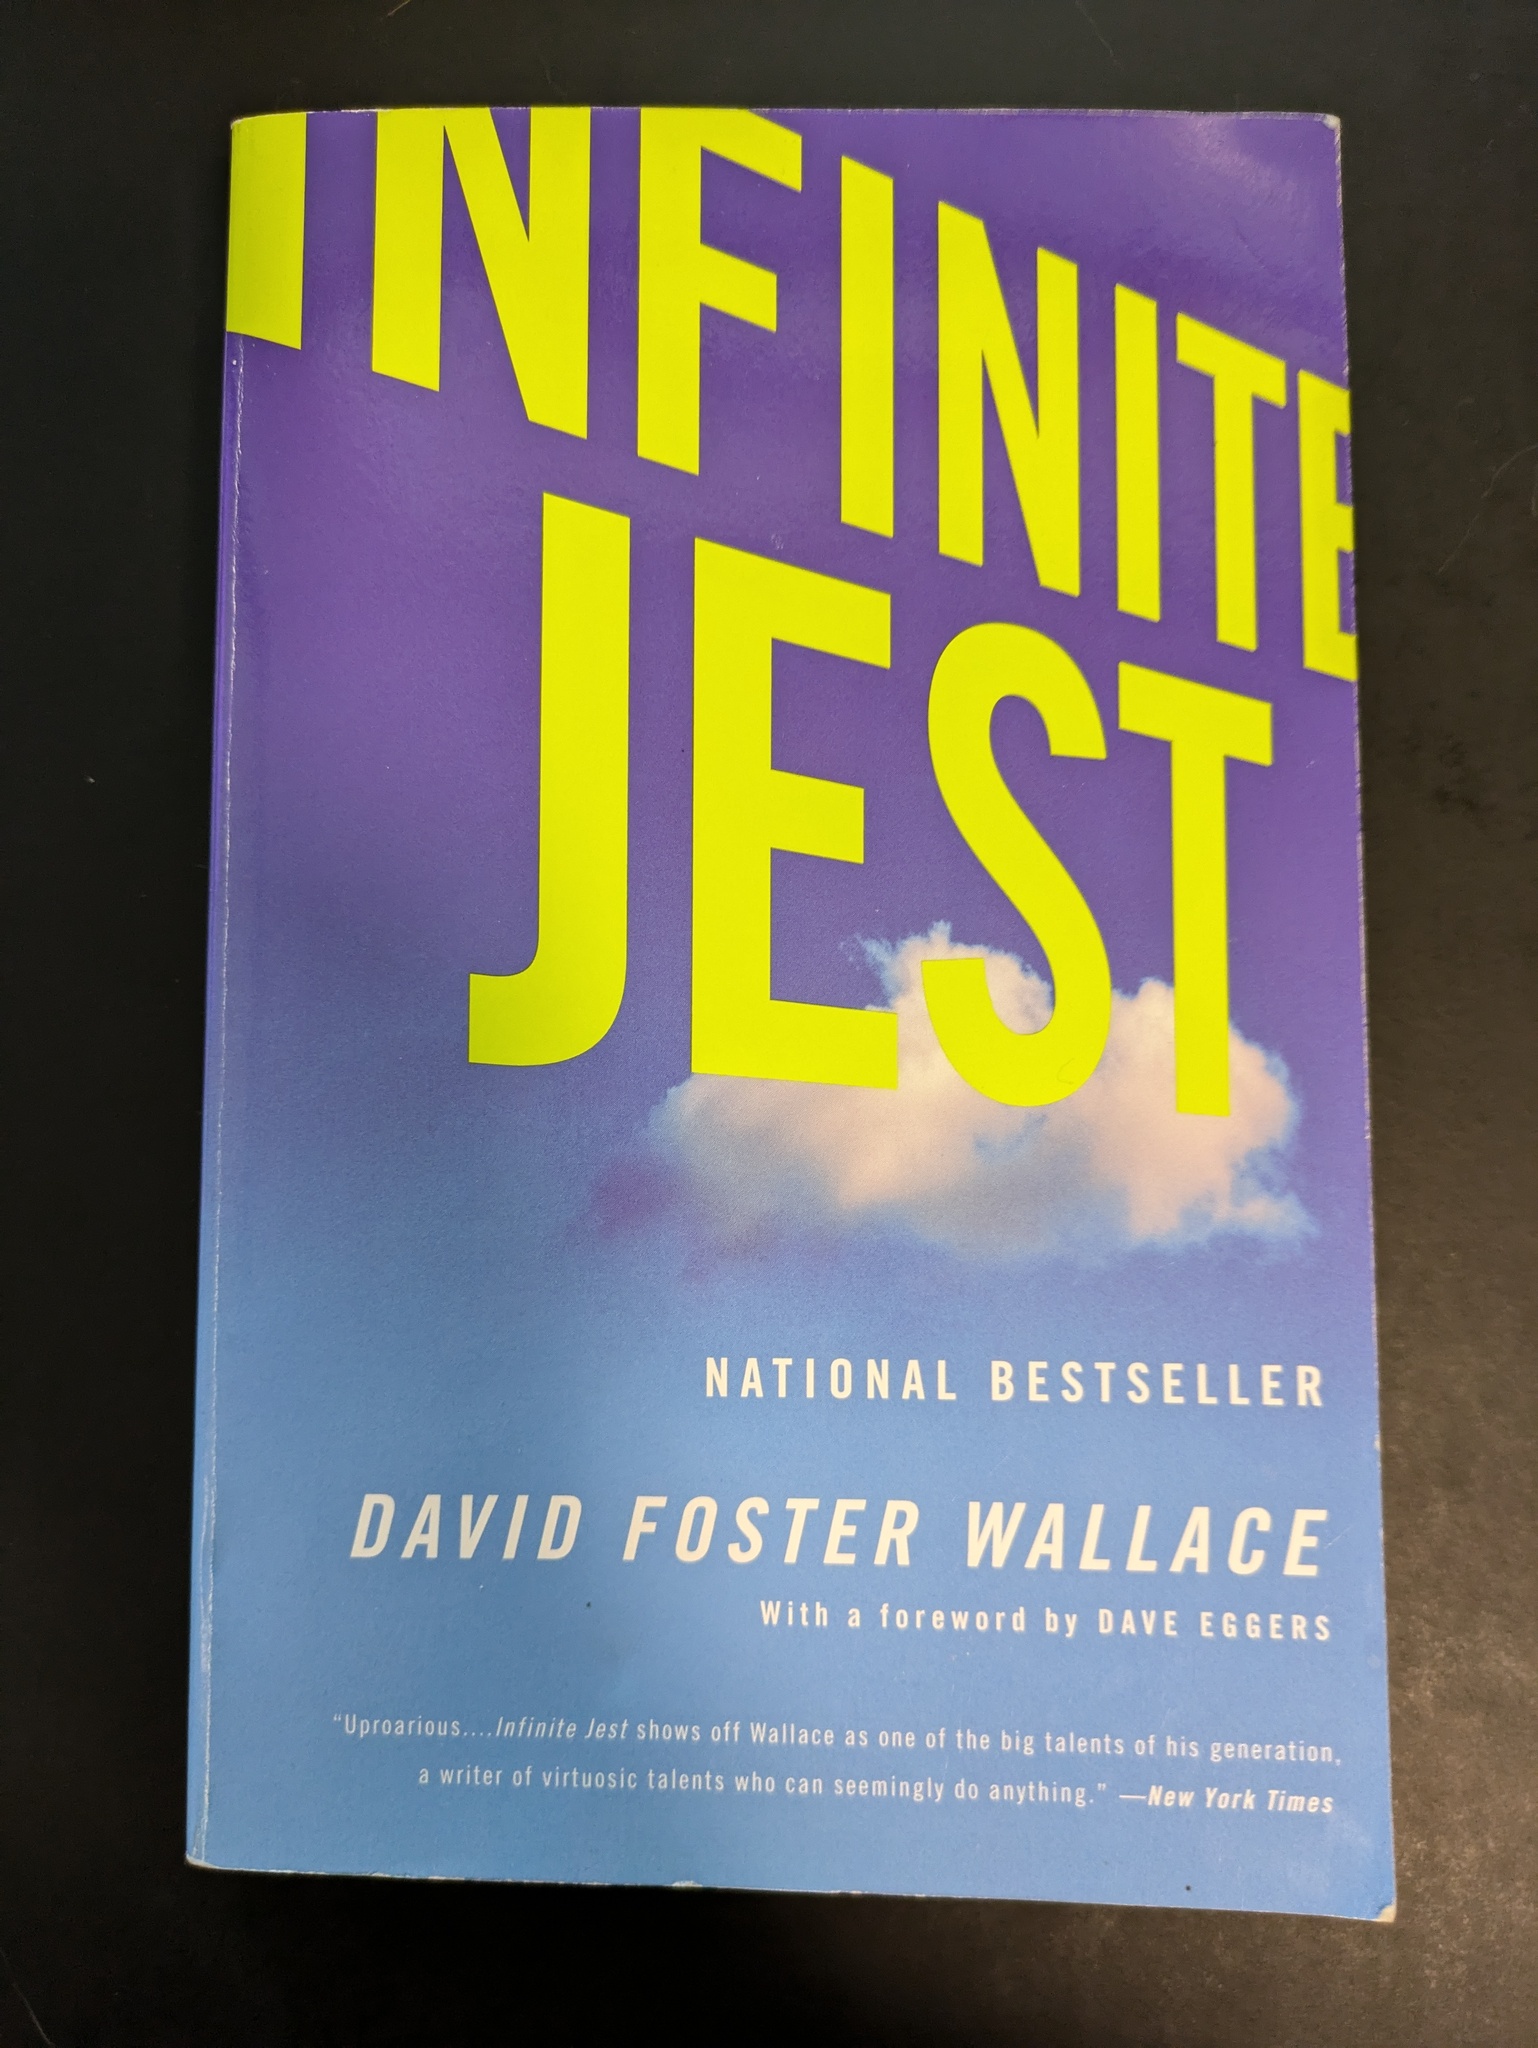 INFINITE
JEST
NATIONAL BESTSELLER
DAVID FOSTER WALLACE
With a foreword by DAVE EGGERS
“Uproarious....Infinite Jest shows off Wallace as one of the big talents of his generation,
a writer of virtuosic talents who can seemingly do anything.” —New York Times